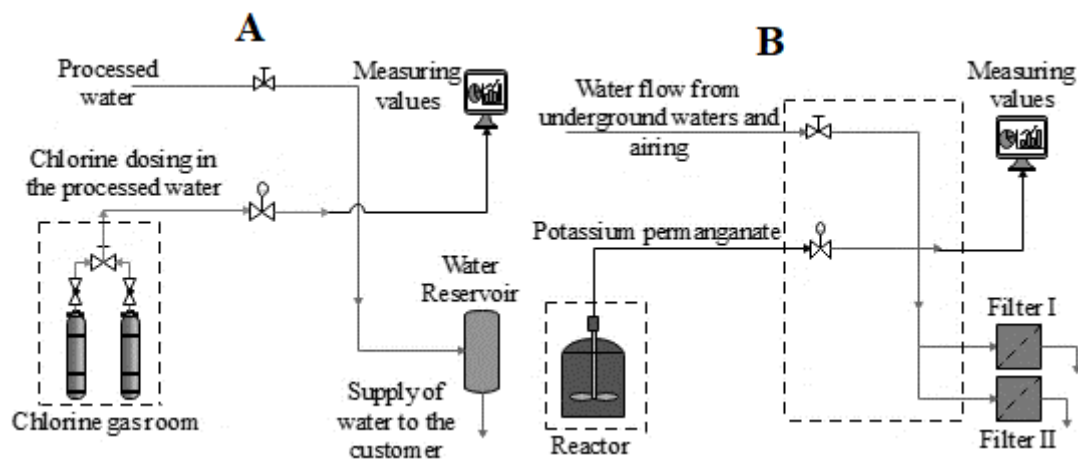 A
Processed
water
Measuring
values
Chlorine dosing in
the processed water
Water
Reservoir
Supply of
water to the
customer
Chlorine gas room
B
Water flow from
underground waters and
airing
Measuring
values
Potassium permanganate
Reactor
Filter I
Filter II